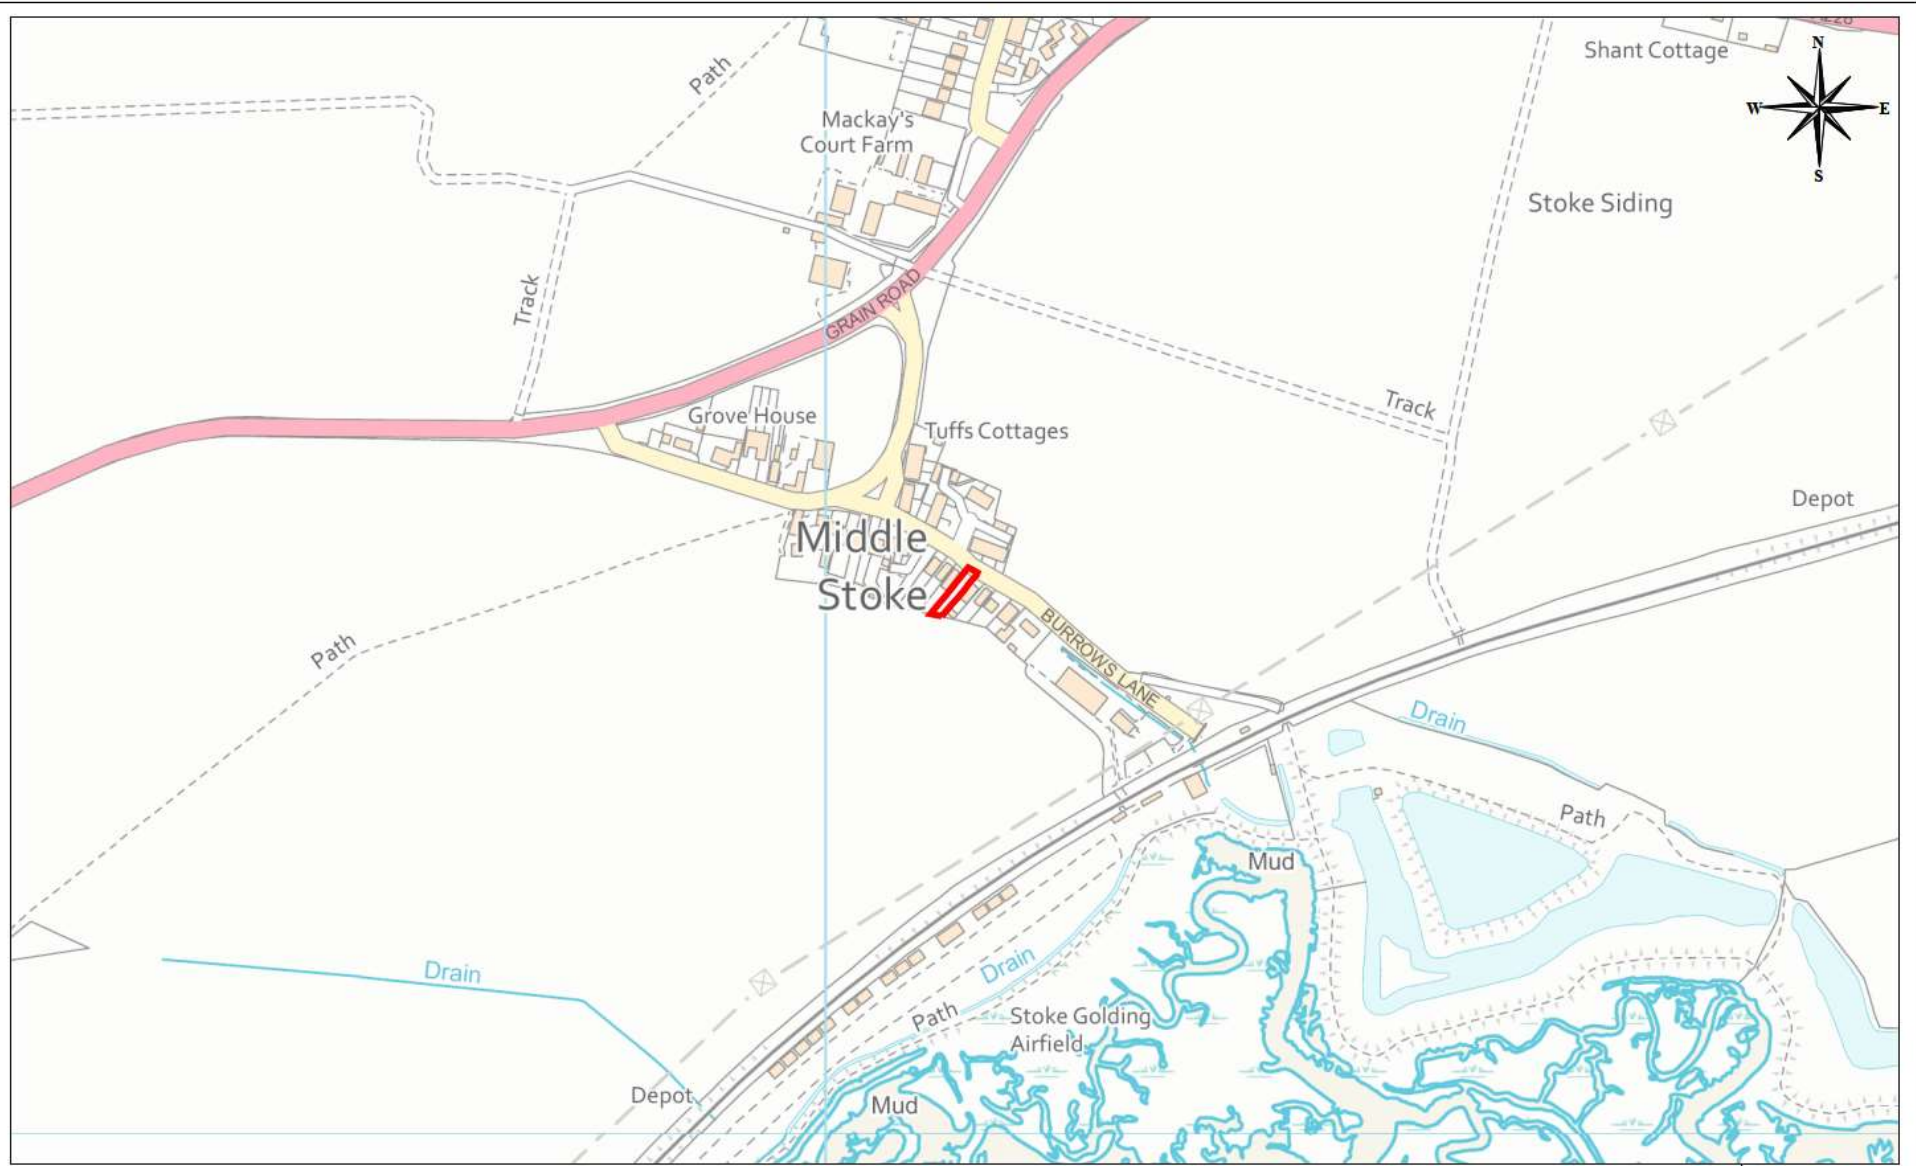 Shant Cottage
N
W
E
S
Path
Mackay's
Court Farm
Stoke Siding
Track
GRAIN ROAD
Track
Grove House
Tuffs Cottages
Depot
Middle
Stoke
BURROWS LANE
Path
Drain
Path
Mud
Drain
Drain
Path
Stoke Golding
Airfield
Depot
Mud